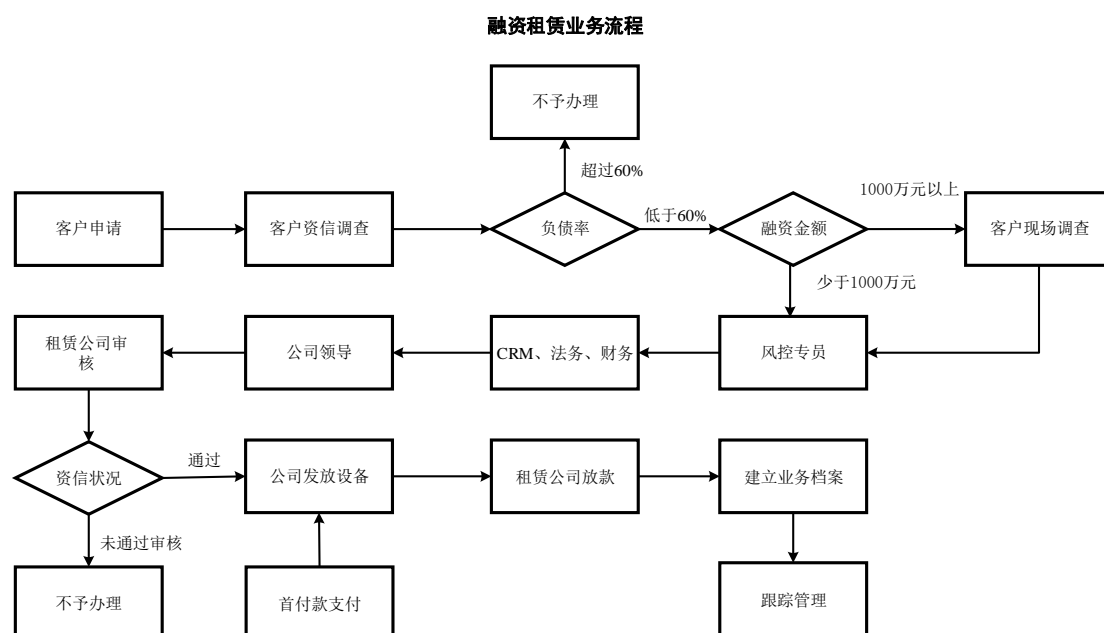 融资租赁业务流程
不予办理
超过60%
1000万元以上
客户申请
客户资信调查
负债率
低于60%
融资金额
客户现场调查
少于1000万元
租赁公司审
核
公司领导
CRM、法务、财务
风控专员
资信状况
通过
公司发放设备
租赁公司放款
建立业务档案
未通过审核
不予办理
首付款支付
跟踪管理